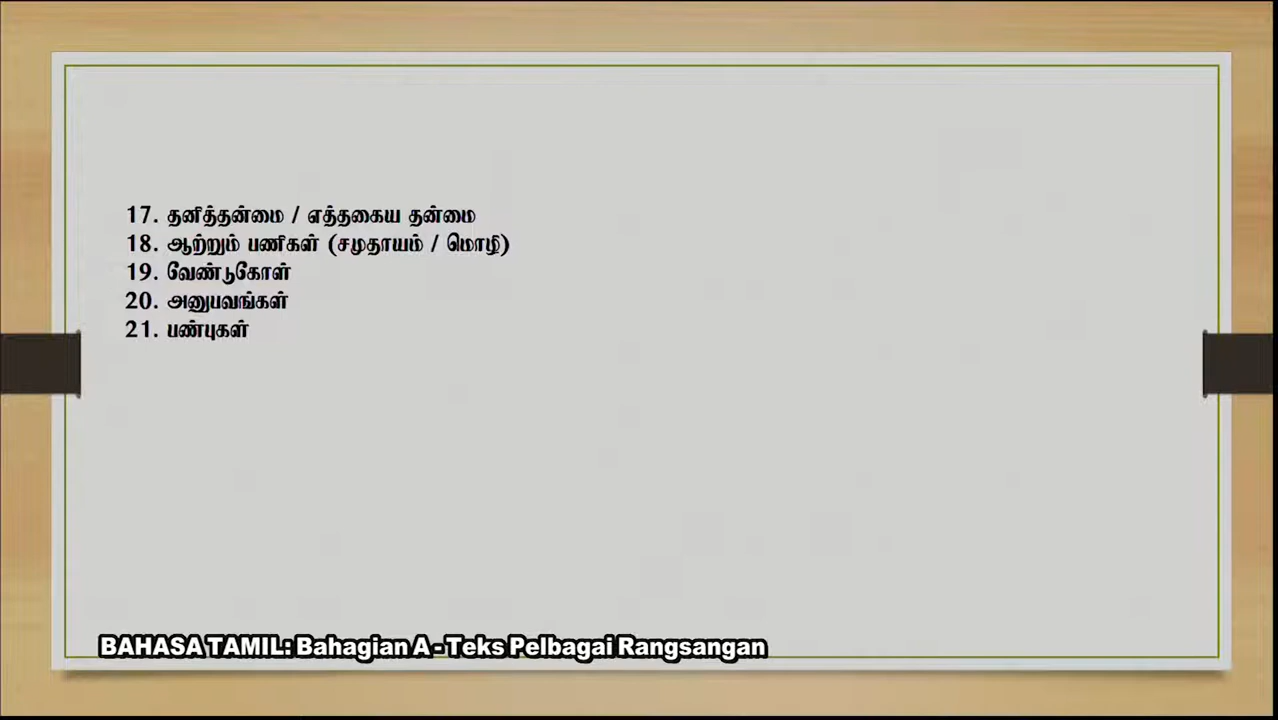 17. தனித்தன்மை / எத்தகைய தன்மை
18. ஆற்றும் பணிகள் (சமுதாயம் / மொழி)
19. வேண்டுகோள்
20. அனுபவங்கள்
21. பண்புகள்
BAHASA TAMIL: Bahagian A - Teks Pelbagai Rangsangan